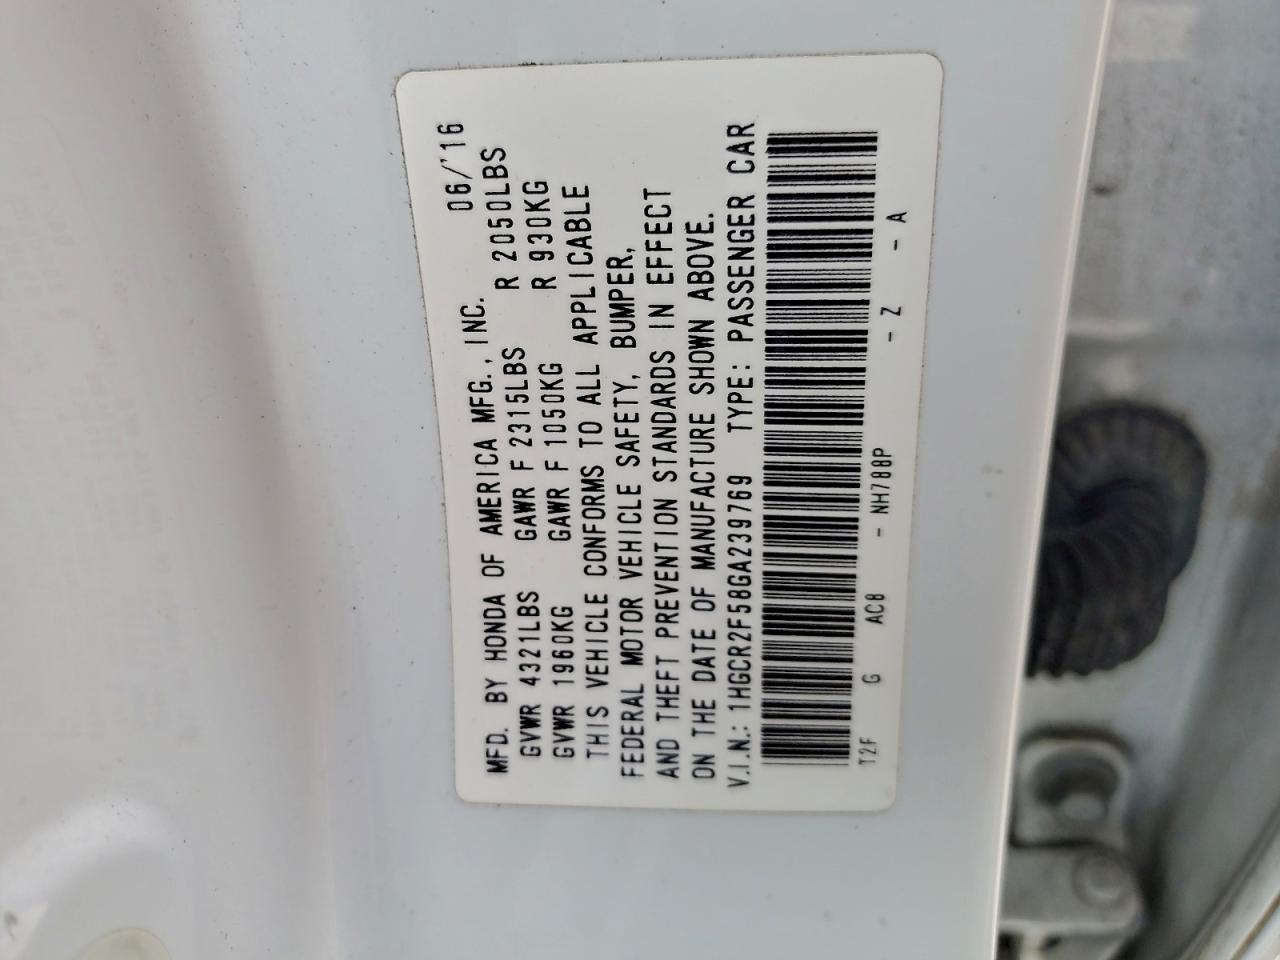 MFD. BY HONDA OF AMERICA MFG., INC. 06/'16
GVWR 4321LBS GAWR F 2315LBS R 2050LBS
GVWR 1960KG GAWR F 1050KG R 930KG
THIS VEHICLE CONFORMS TO ALL APPLICABLE
FEDERAL MOTOR VEHICLE SAFETY, BUMPER,
AND THEFT PREVENTION STANDARDS IN EFFECT
ON THE DATE OF MANUFACTURE SHOWN ABOVE.
V.I.N.: 1HGCR2F58GA239769 TYPE: PASSENGER CAR
T2F G AC8 - NH788P - Z - A